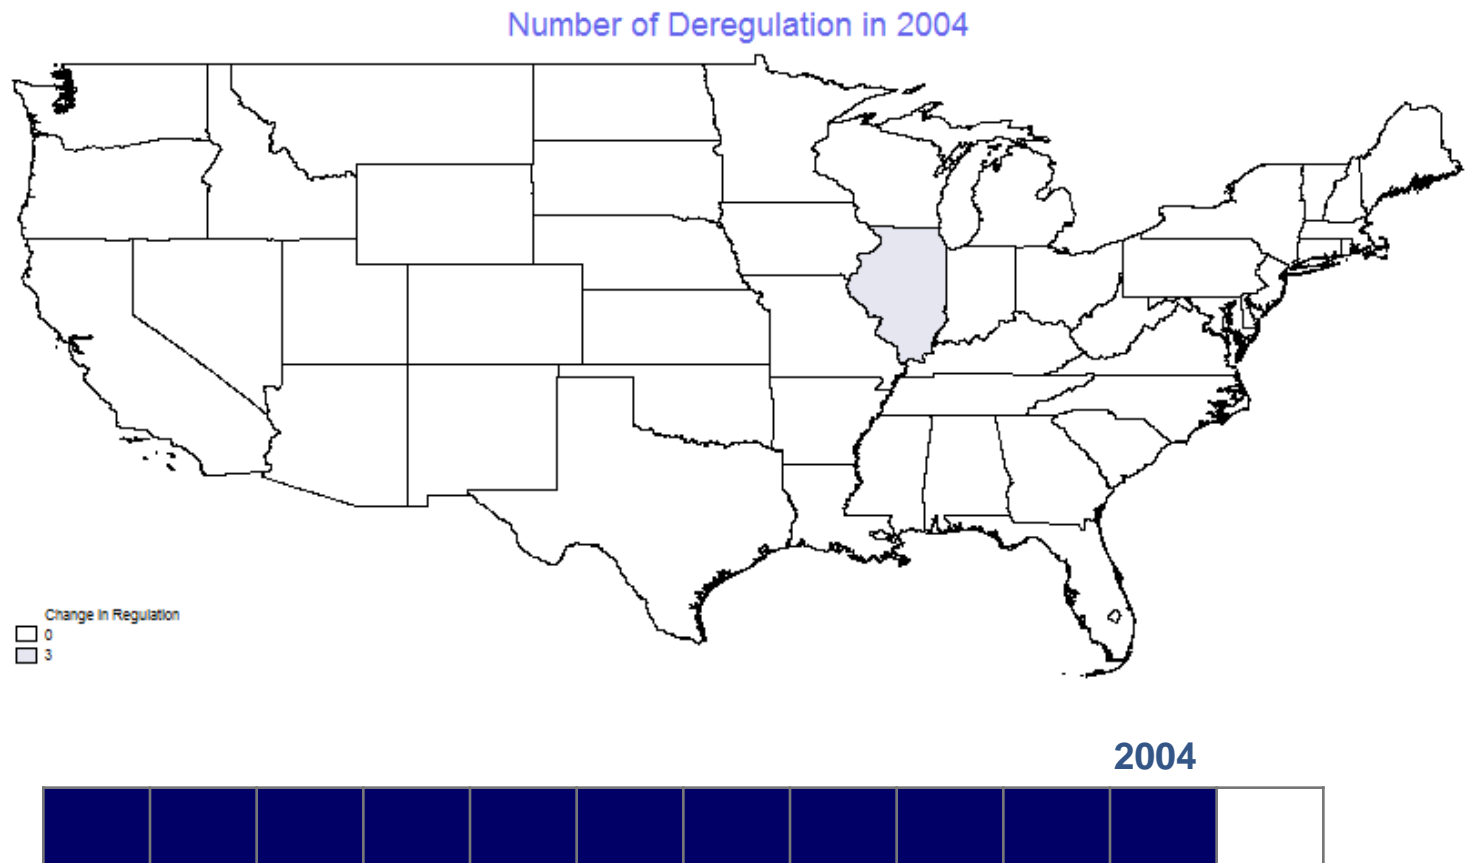 Number of Deregulation in 2004
Change in Regulation
0
3
2004